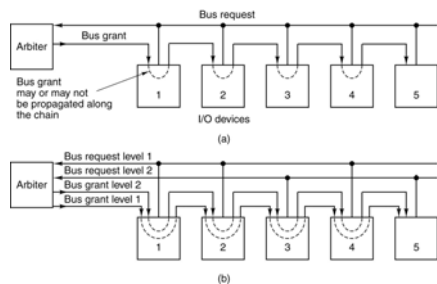 Bus request
Arbiter
Bus grant
Bus grant
may or may not
be propagated along
the chain
1
2
3
4
5
I/O devices
(a)
Bus request level 1
Bus request level 2
Arbiter
Bus grant level 2
Bus grant level 1
1
2
3
4
5
(b)